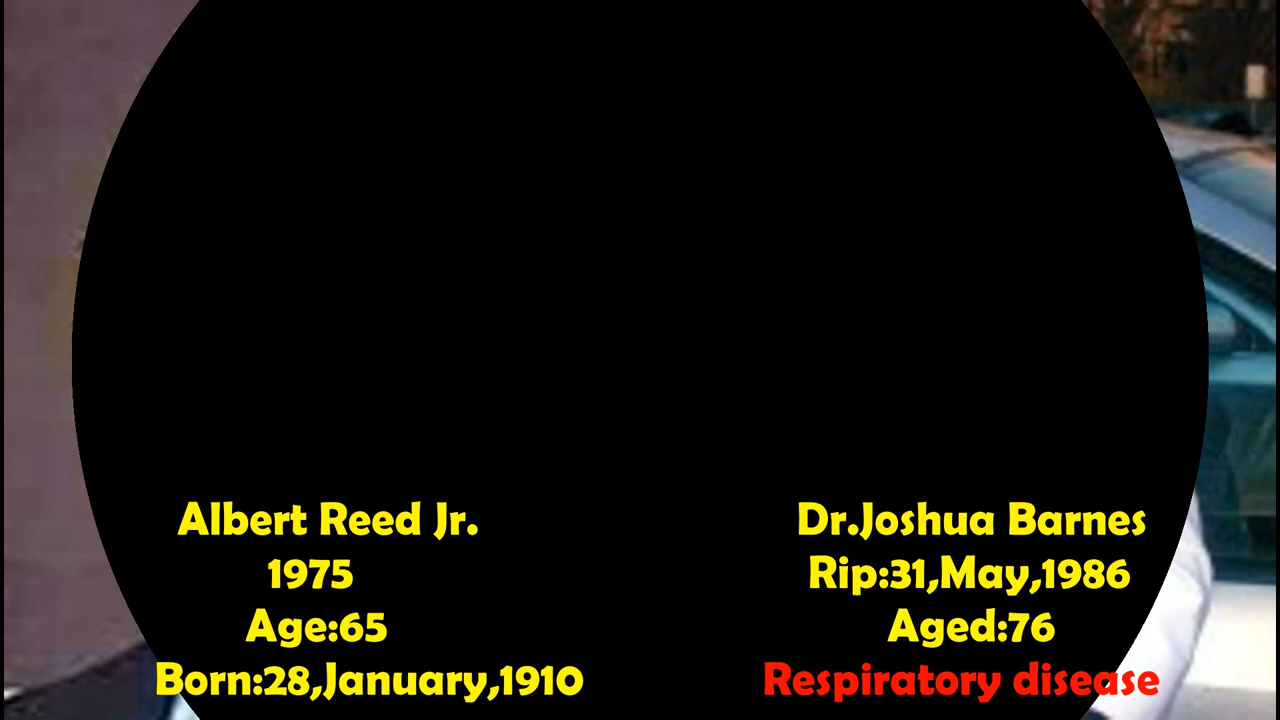 Albert Reed Jr.
1975
Age:65
Born:28,January,1910
Dr.Joshua Barnes
Rip:31,May,1986
Aged:76
Respiratory disease